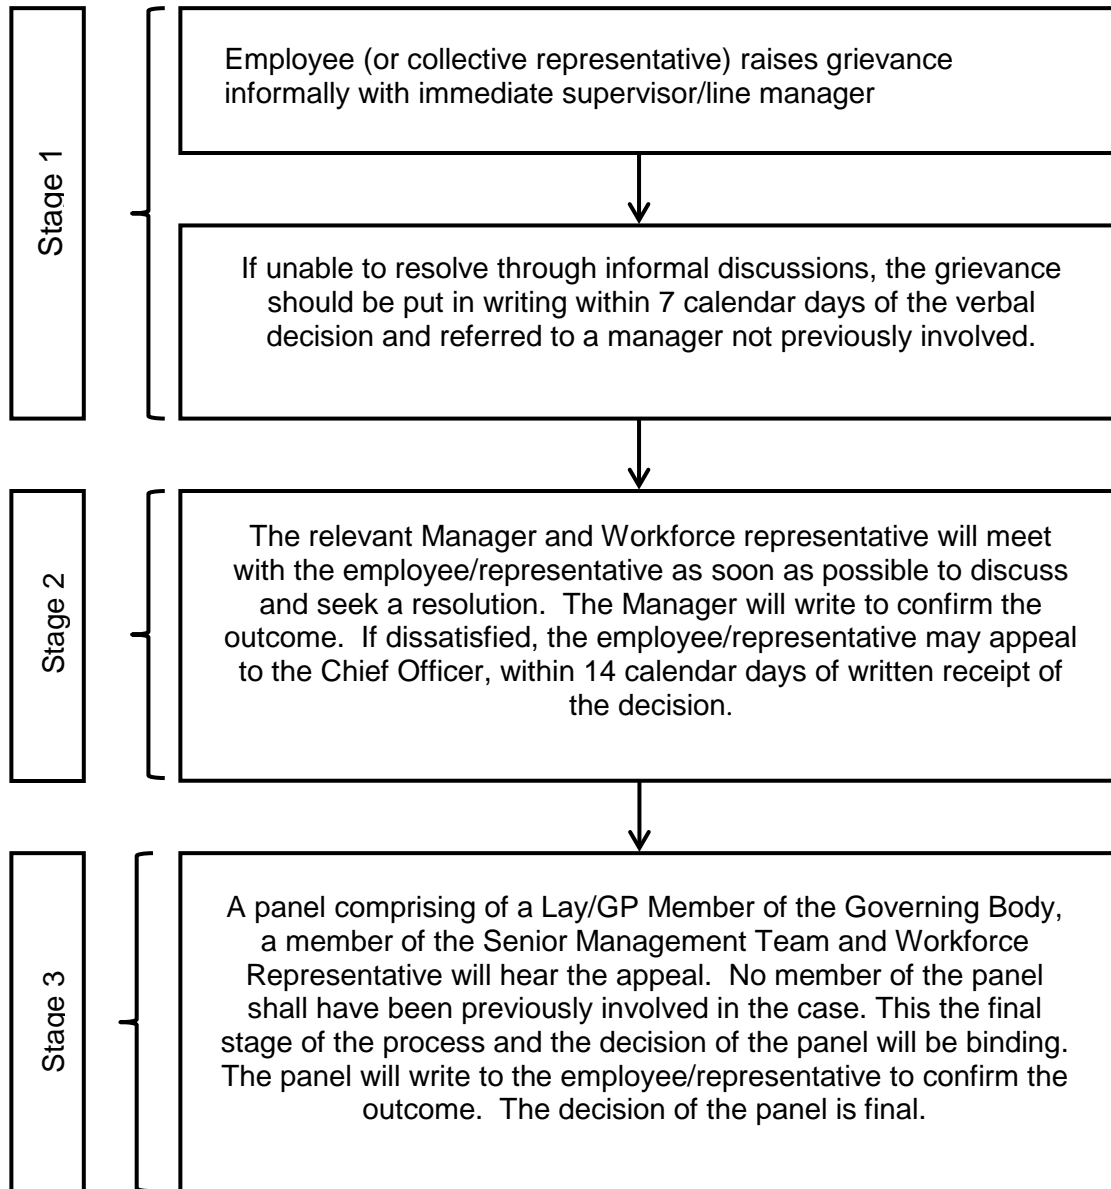 Stage 1
Employee (or collective representative) raises grievance
informally with immediate supervisor/line manager
If unable to resolve through informal discussions, the grievance
should be put in writing within 7 calendar days of the verbal
decision and referred to a manager not previously involved.
Stage 2
The relevant Manager and Workforce representative will meet
with the employee/representative as soon as possible to discuss
and seek a resolution.  The Manager will write to confirm the
outcome.  If dissatisfied, the employee/representative may appeal
to the Chief Officer, within 14 calendar days of written receipt of
the decision.
Stage 3
A panel comprising of a Lay/GP Member of the Governing Body,
a member of the Senior Management Team and Workforce
Representative will hear the appeal.  No member of the panel
shall have been previously involved in the case. This the final
stage of the process and the decision of the panel will be binding.
The panel will write to the employee/representative to confirm the
outcome.  The decision of the panel is final.